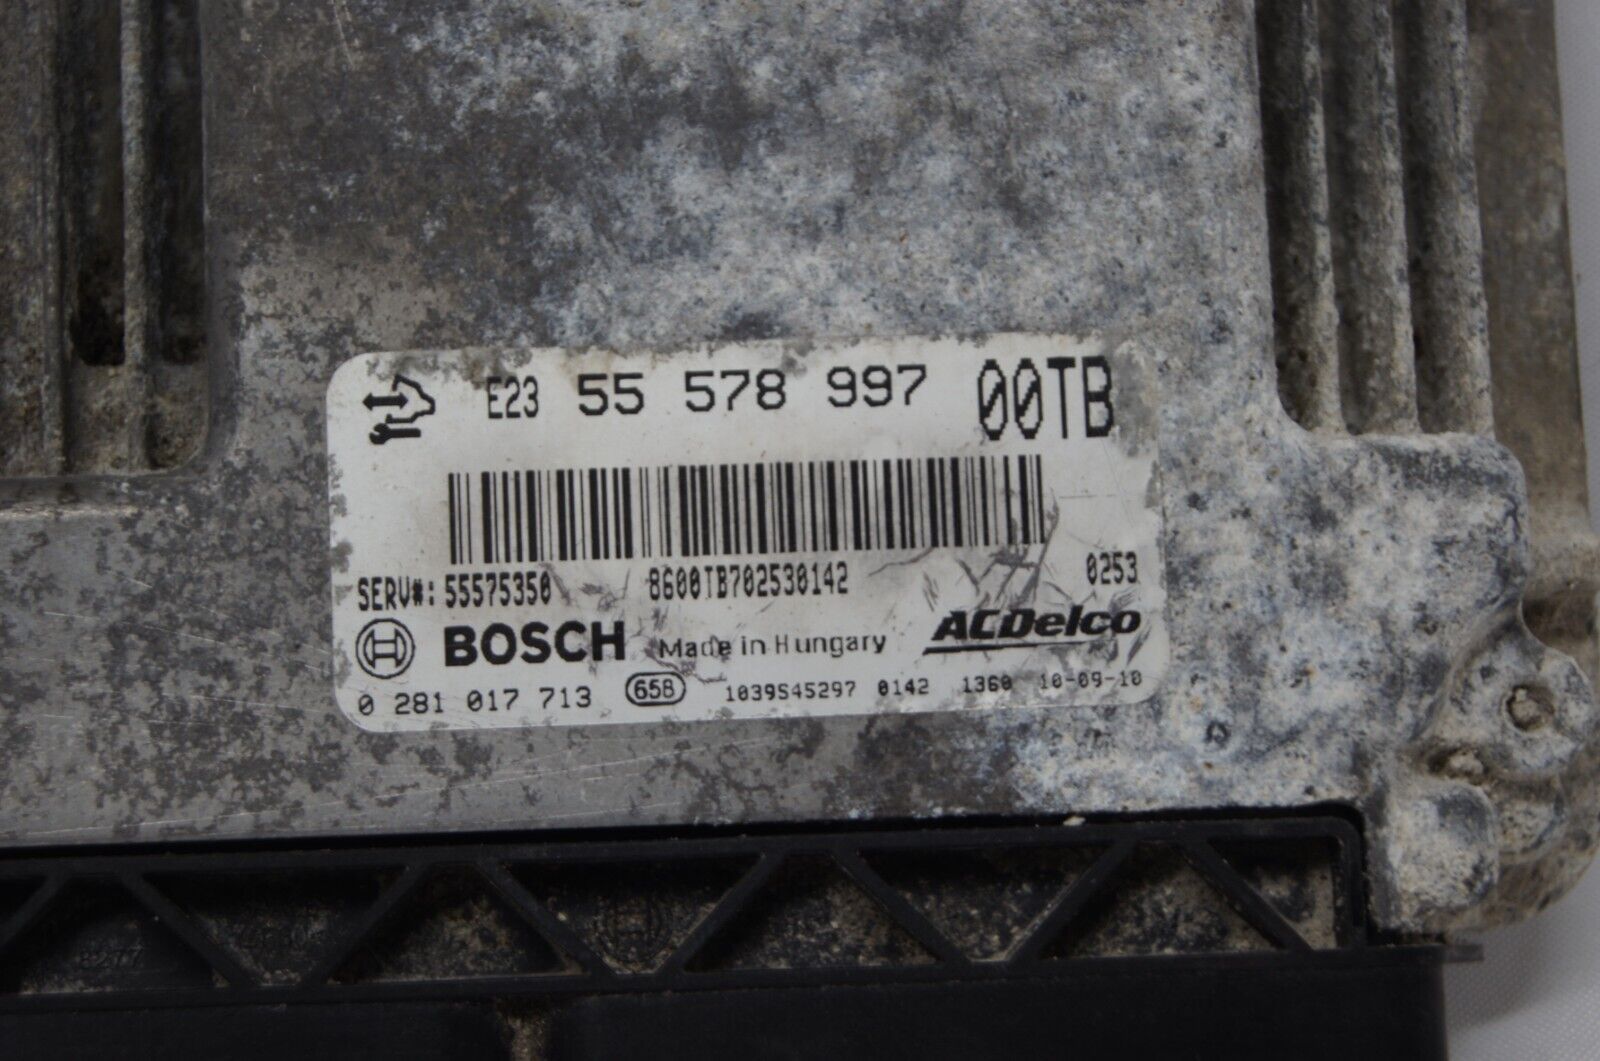 E23 55 578 997 00TB
SERV#: 55575350 8600TB702530142 0253
BOSCH Made in Hungary ACDelco
0 281 017 713 658 1039S45297 0142 1360 10-09-10